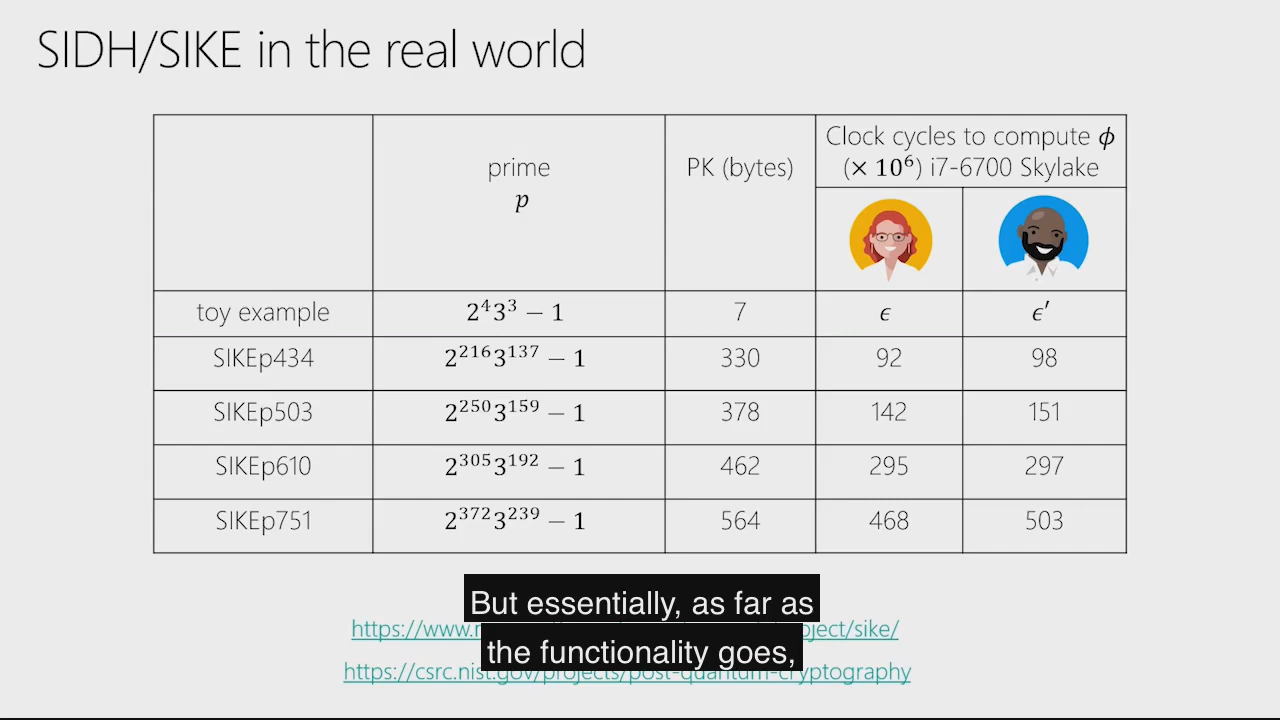 SIDH/SIKE in the real world
prime
p
PK (bytes)
Clock cycles to compute ϕ
(× 10⁶) i7-6700 Skylake
toy example 2⁴3³ − 1 7 ϵ ϵ′
SIKEp434 2²¹⁶3¹³⁷ − 1 330 92 98
SIKEp503 2²⁵⁰3¹⁵⁹ − 1 378 142 151
SIKEp610 2³⁰⁵3¹⁹² − 1 462 295 297
SIKEp751 2³⁷²3²³⁹ − 1 564 468 503
But essentially, as far as
the functionality goes,
https://csrc.nist.gov/projects/post-quantum-cryptography